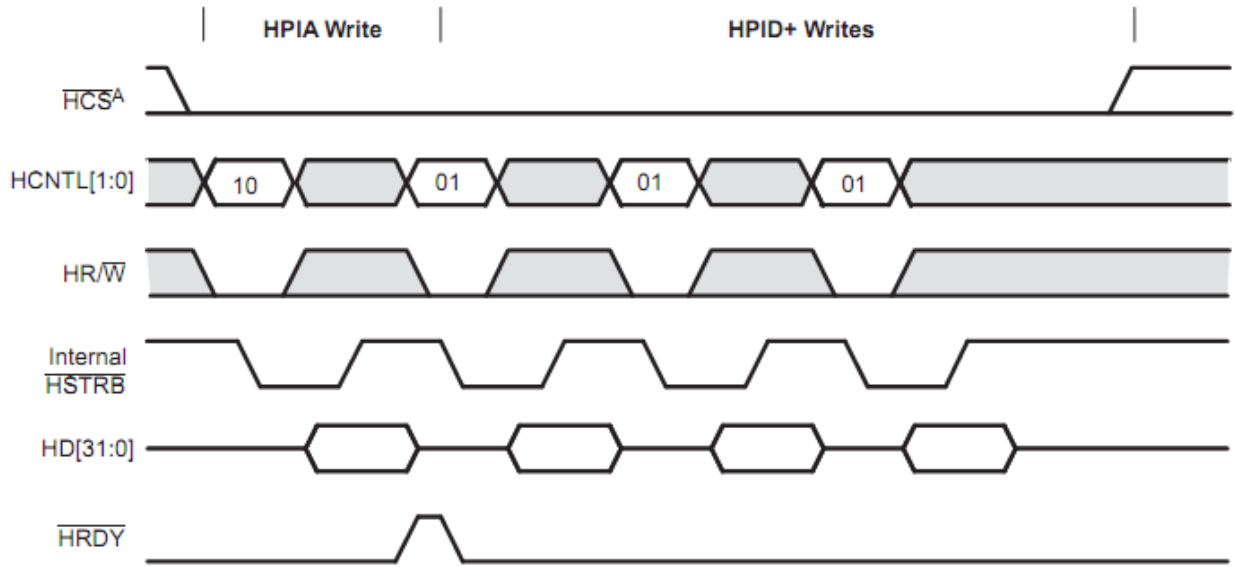 HPIA Write HPID+ Writes
HCSA
HCNTL[1:0] 10 01 01 01
HR/W
Internal
HSTRB
HD[31:0]
HRDY